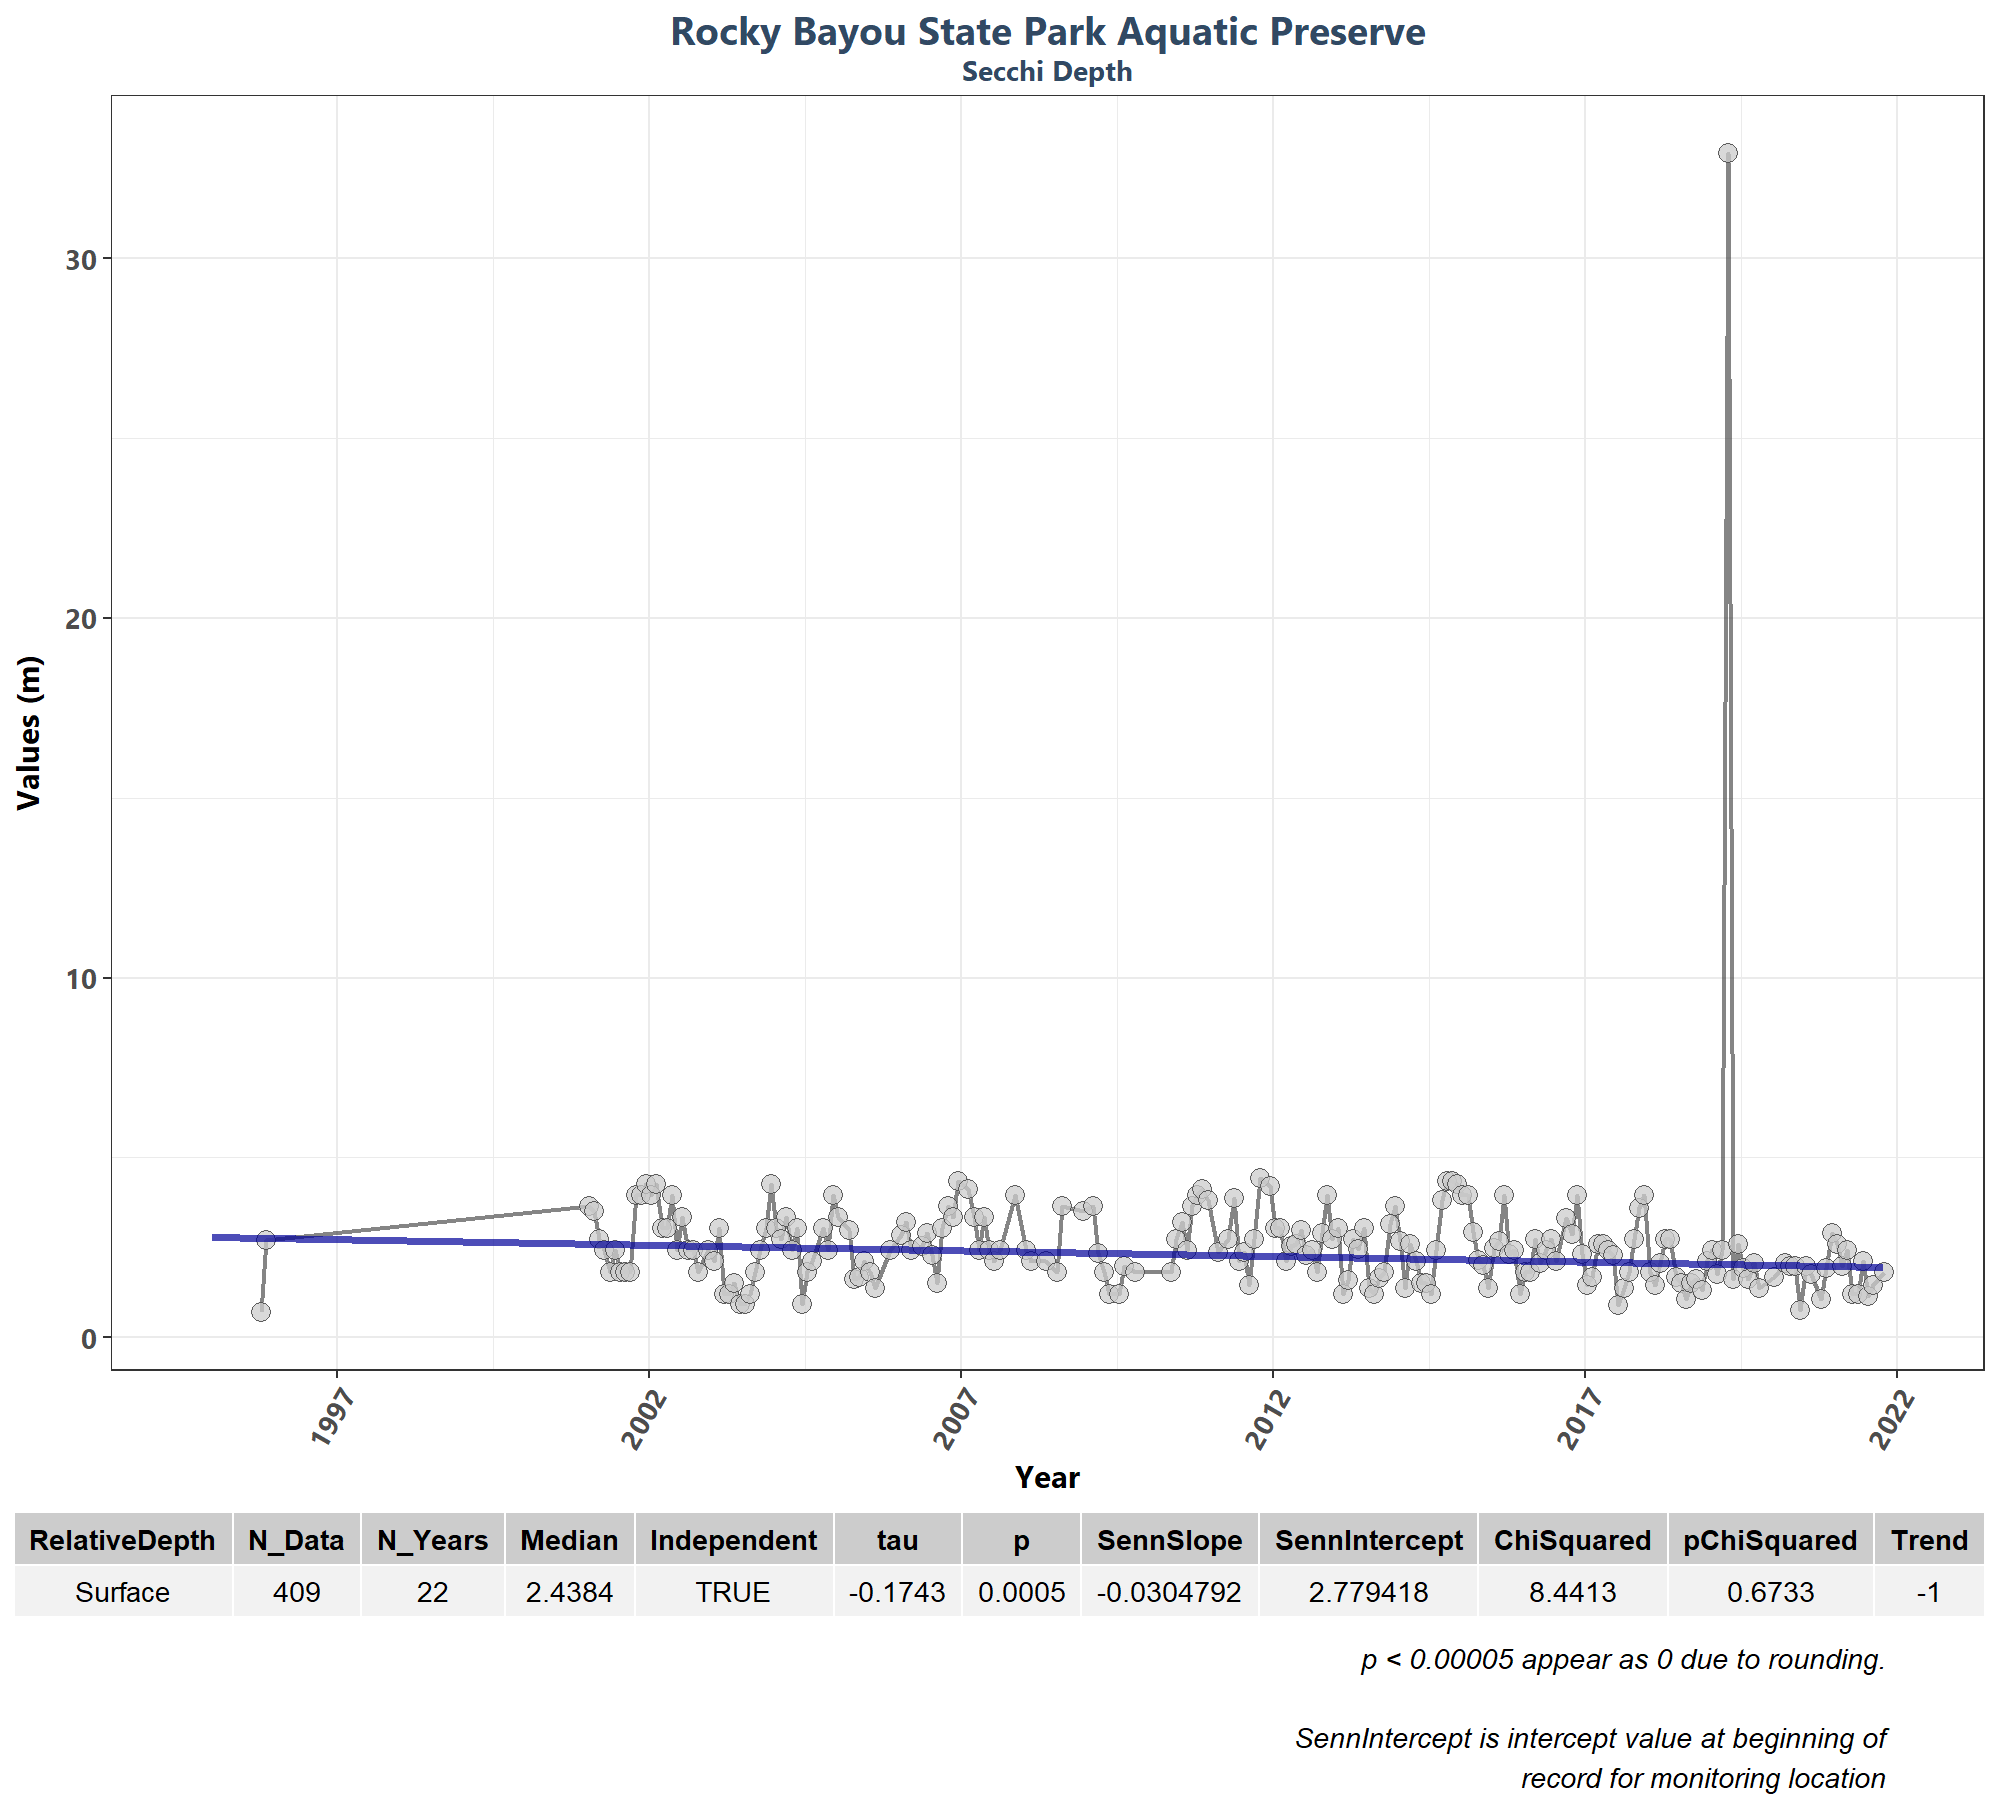 Rocky Bayou State Park Aquatic Preserve
Secchi Depth
Values (m)
30
20
10
0
1997 2002 2007 2012 2017 2022
Year
RelativeDepth N_Data N_Years Median Independent tau p SennSlope SennIntercept ChiSquared pChiSquared Trend
Surface 409 22 2.4384 TRUE -0.1743 0.0005 -0.0304792 2.779418 8.4413 0.6733 -1
p < 0.00005 appear as 0 due to rounding.
SennIntercept is intercept value at beginning of
record for monitoring location